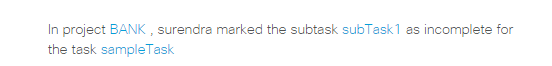 In project BANK , surendra marked the subtask subTask1 as incomplete for
the task sampleTask